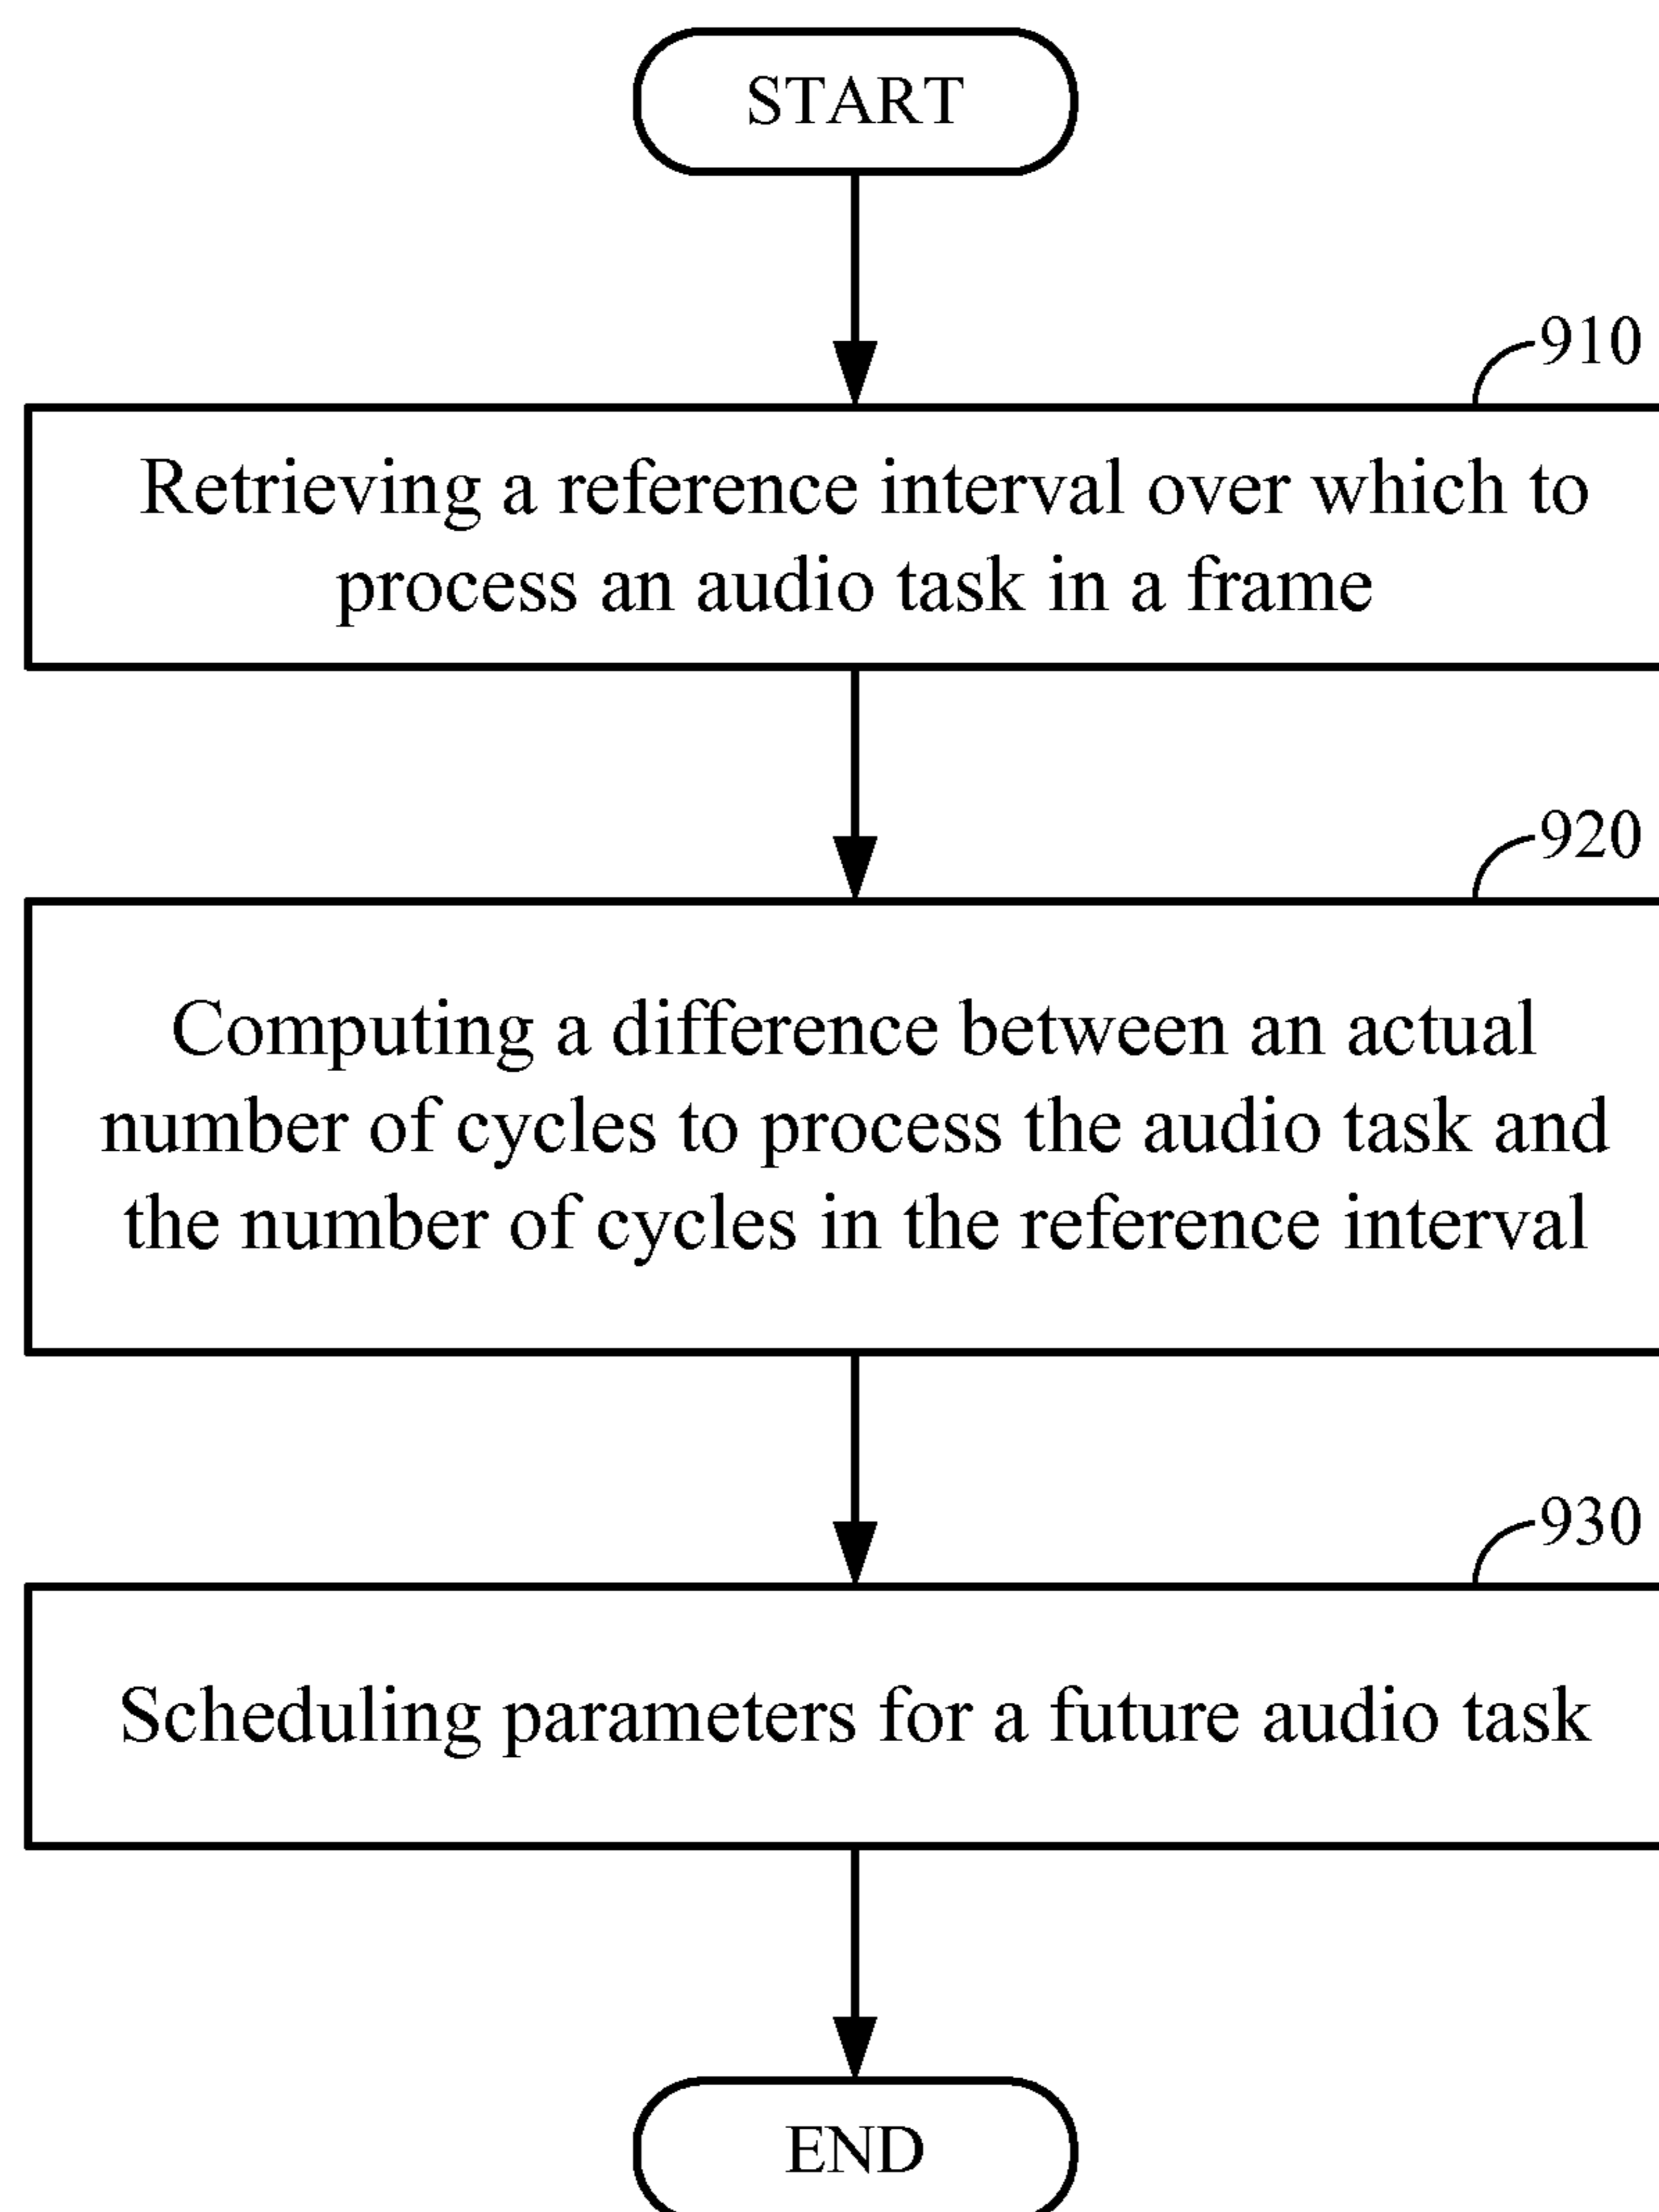 START
910
Retrieving a reference interval over which to
process an audio task in a frame
920
Computing a difference between an actual
number of cycles to process the audio task and
the number of cycles in the reference interval
930
Scheduling parameters for a future audio task
END